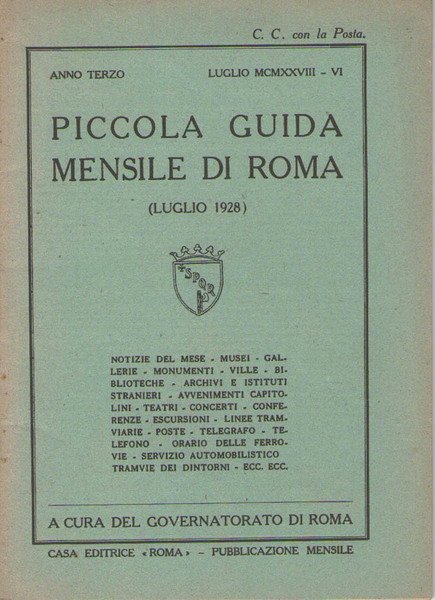 C. C. con la Posta.
ANNO TERZO LUGLIO MCMXXVIII - VI
PICCOLA GUIDA
MENSILE DI ROMA
(LUGLIO 1928)
SPQR
NOTIZIE DEL MESE - MUSEI - GAL-
LERIE - MONUMENTI - VILLE - BI-
BLIOTECHE - ARCHIVI E ISTITUTI
STRANIERI - AVVENIMENTI CAPITO-
LINI - TEATRI - CONCERTI - CONFE-
RENZE - ESCURSIONI - LINEE TRAM-
VIARIE - POSTE - TELEGRAFO - TE-
LEFONO - ORARIO DELLE FERRO-
VIE - SERVIZIO AUTOMOBILISTICO
TRAMVIE DEI DINTORNI - ECC. ECC.
A CURA DEL GOVERNATORATO DI ROMA
CASA EDITRICE «ROMA» - PUBBLICAZIONE MENSILE